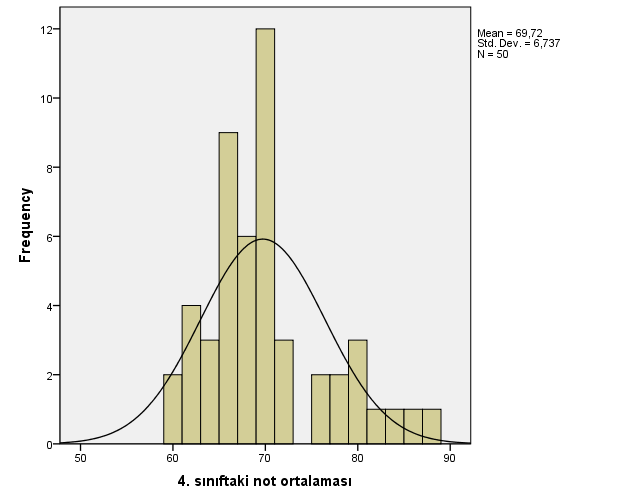 Mean = 69,72
Std. Dev. = 6,737
N = 50
Frequency
12
10
8
6
4
2
0
50 60 70 80 90
4. sınıftaki not ortalaması